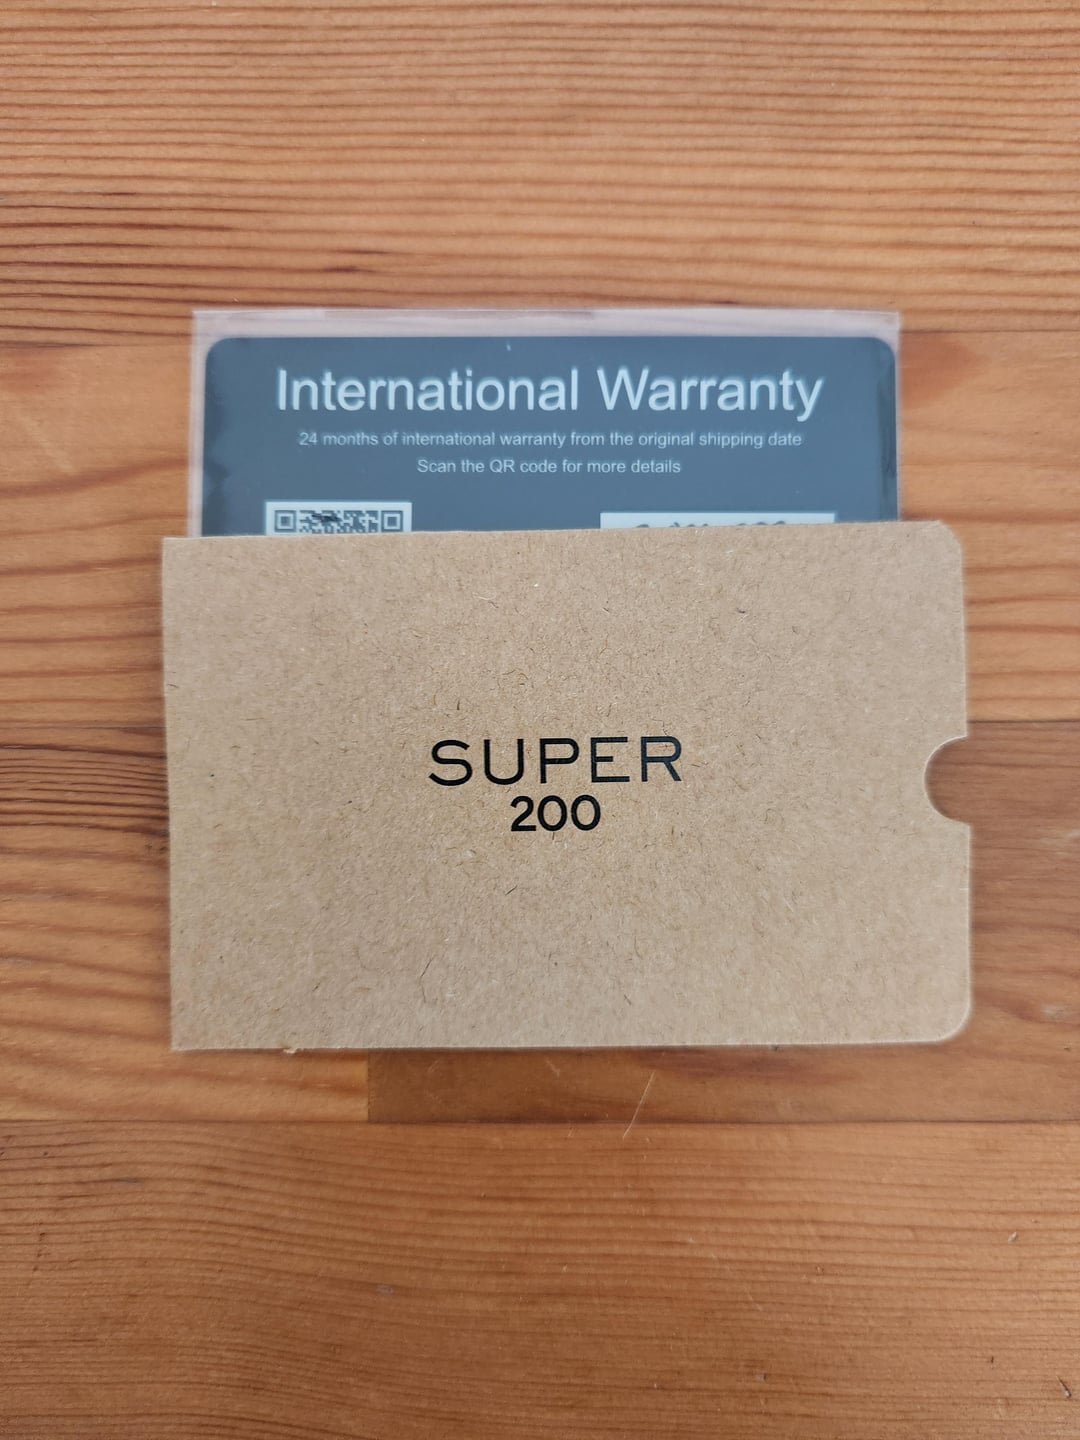 International Warranty
24 months of international warranty from the original shipping date
Scan the QR code for more details
SUPER
200